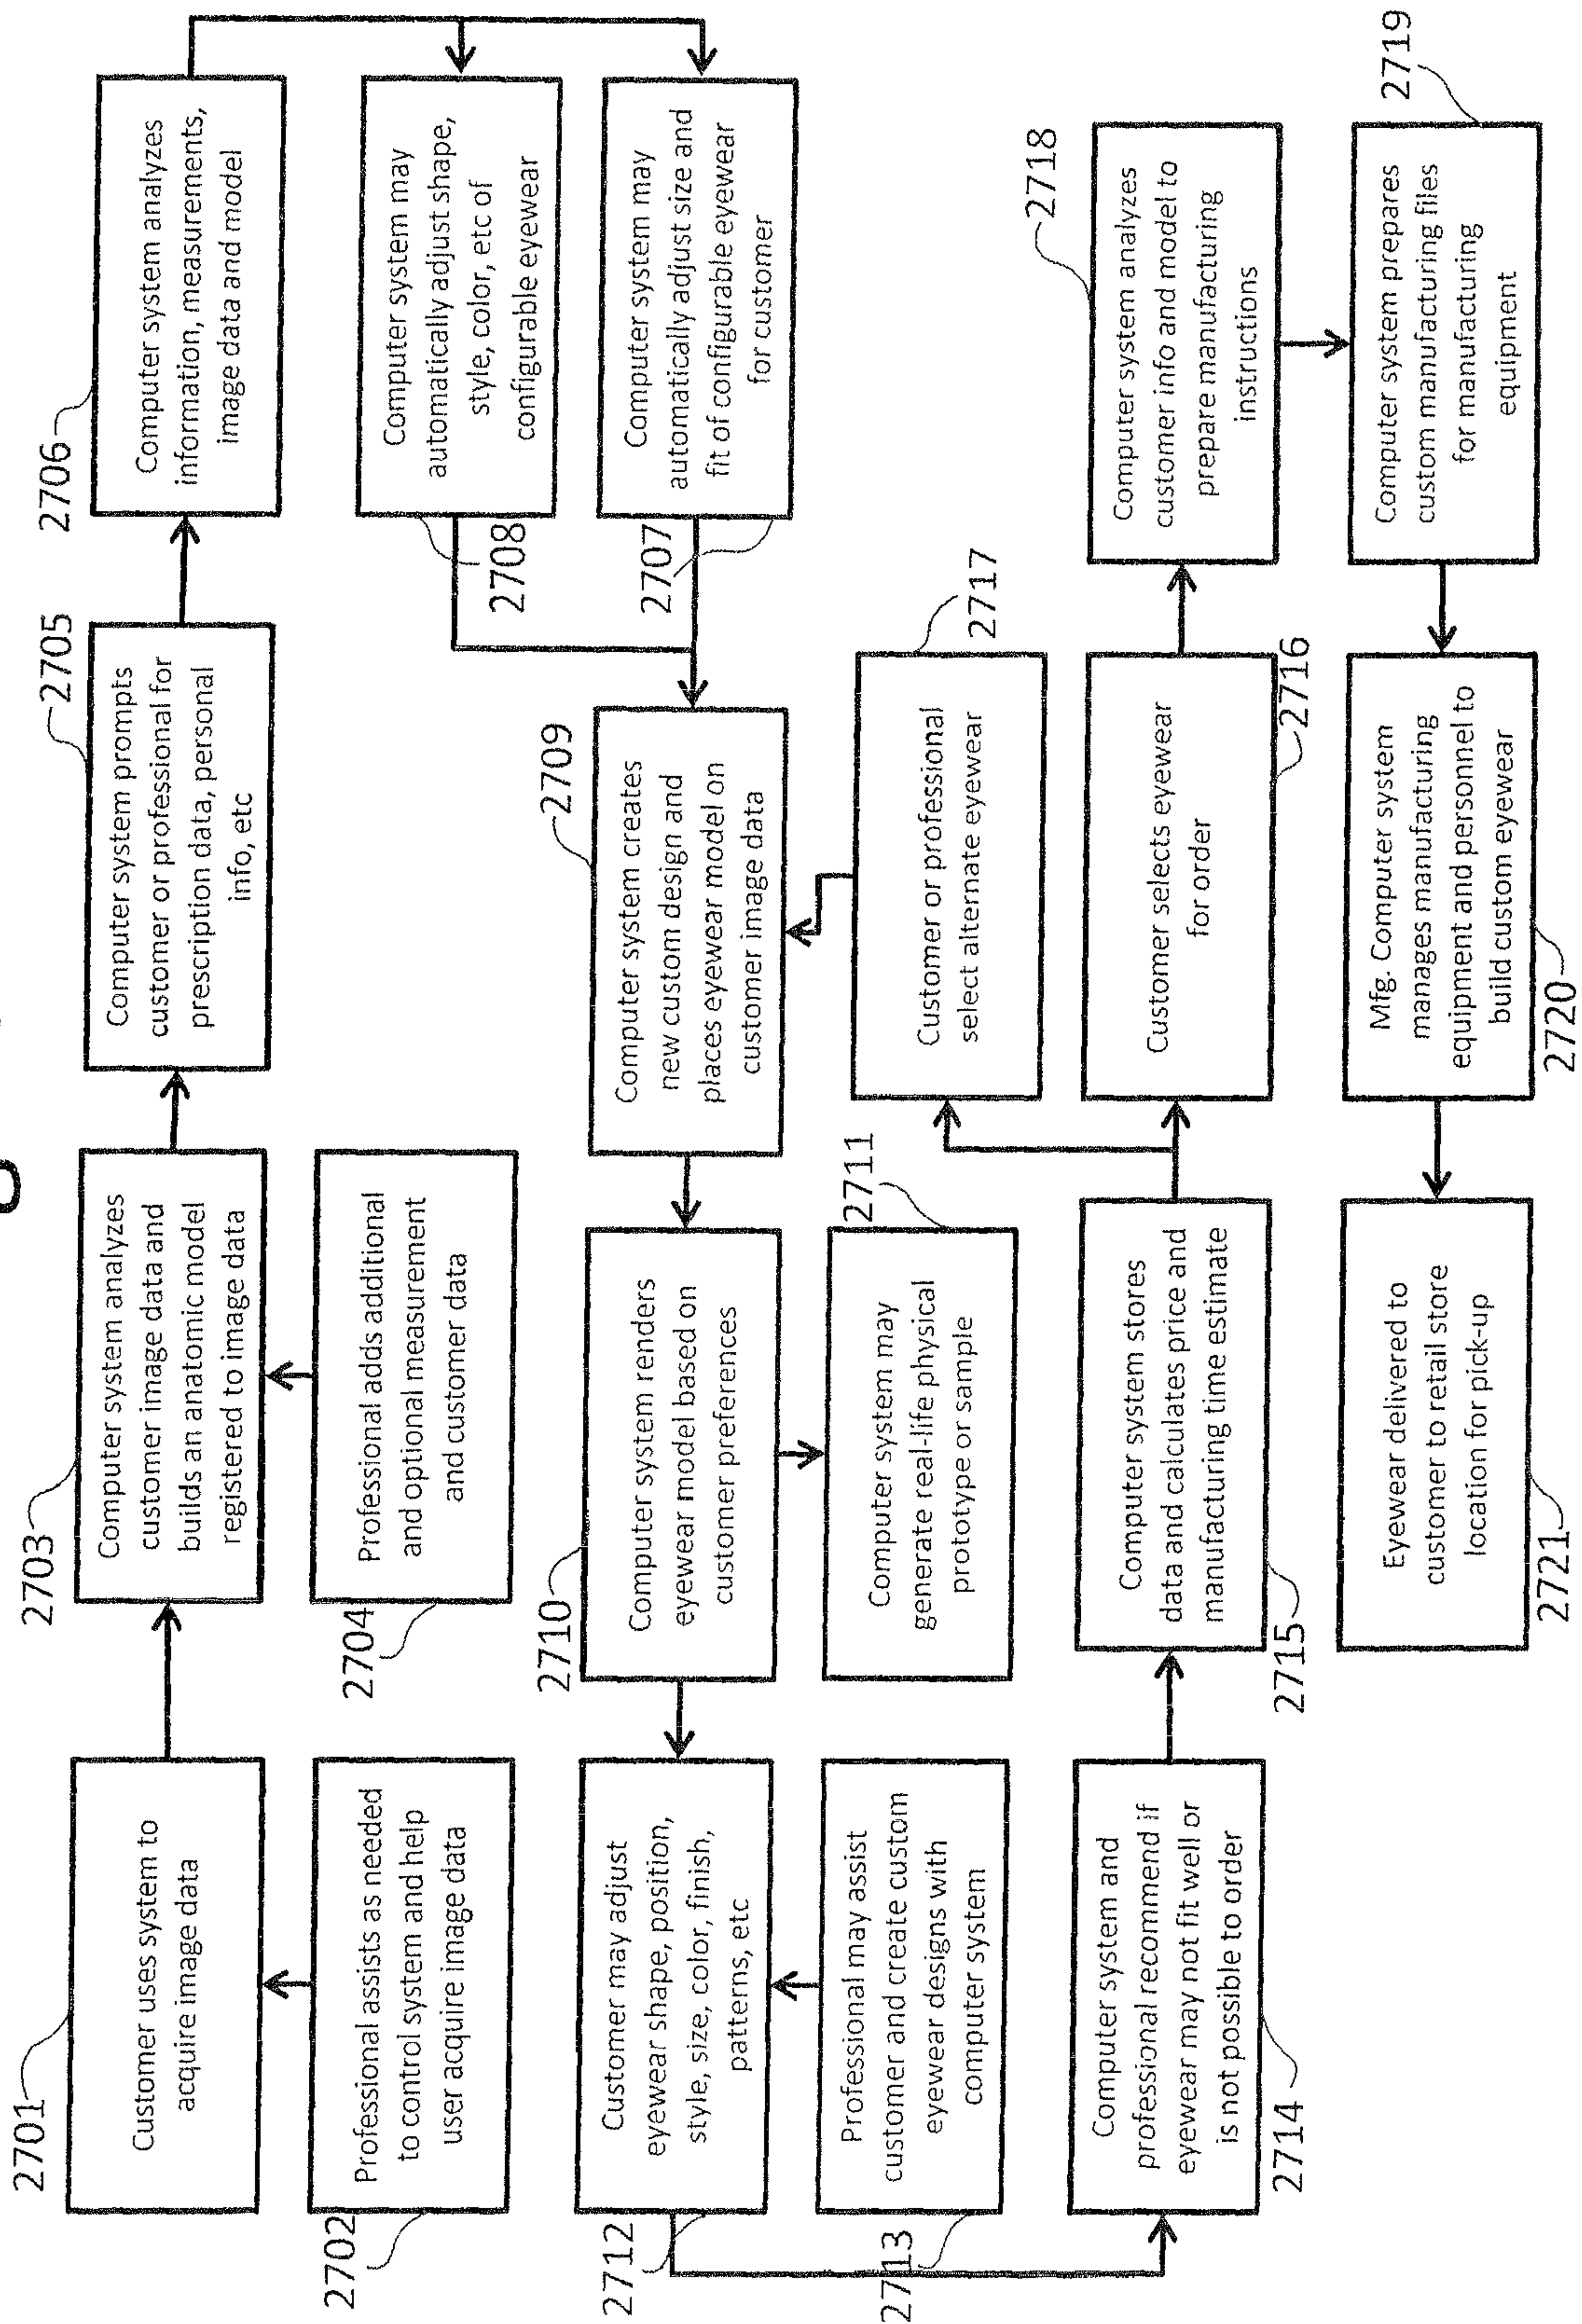 2701
Customer uses system to
acquire image data
2702
Professional assists as needed
to control system and help
user acquire image data
2703
Computer system analyzes
customer image data and
builds an anatomic model
registered to image data
2704
Professional adds additional
and optional measurement
and customer data
2705
Computer system prompts
customer or professional for
prescription data, personal
info, etc
2706
Computer system analyzes
information, measurements,
image data and model
2708
Computer system may
automatically adjust shape,
style, color, etc of
configurable eyewear
2707
Computer system may
automatically adjust size and
fit of configurable eyewear
for customer
2709
Computer system creates
new custom design and
places eyewear model on
customer image data
2710
Computer system renders
eyewear model based on
customer preferences
2711
Computer system may
generate real-life physical
prototype or sample
2712
Customer may adjust
eyewear shape, position,
style, size, color, finish,
patterns, etc
2713
Professional may assist
customer and create custom
eyewear designs with
computer system
2714
Computer system and
professional recommend if
eyewear may not fit well or
is not possible to order
2715
Computer system stores
data and calculates price and
manufacturing time estimate
2717
Customer or professional
select alternate eyewear
2716
Customer selects eyewear
for order
2718
Computer system analyzes
customer info and model to
prepare manufacturing
instructions
2719
Computer system prepares
custom manufacturing files
for manufacturing
equipment
2720
Mfg. Computer system
manages manufacturing
equipment and personnel to
build custom eyewear
2721
Eyewear delivered to
customer to retail store
location for pick-up